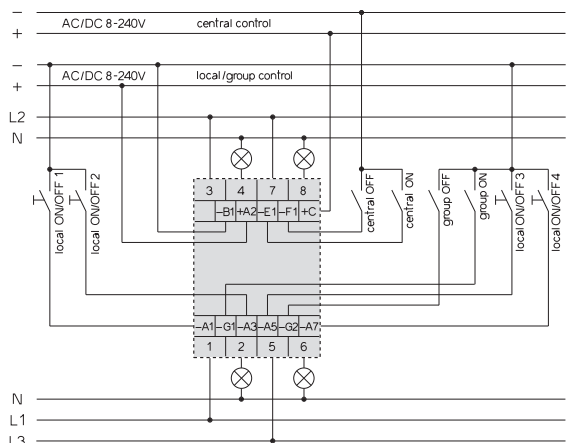 −
+
AC/DC 8-240V central control
−
+
AC/DC 8-240V local/group control
L2
N
3 4 7 8
−B1 +A2 −E1 −F1 +C
local ON/OFF 1
local ON/OFF 2
central OFF
central ON
group OFF
group ON
local ON/OFF 3
local ON/OFF 4
−A1 −G1 −A3 −A5 −G2 −A7
1 2 5 6
N
L1
L3